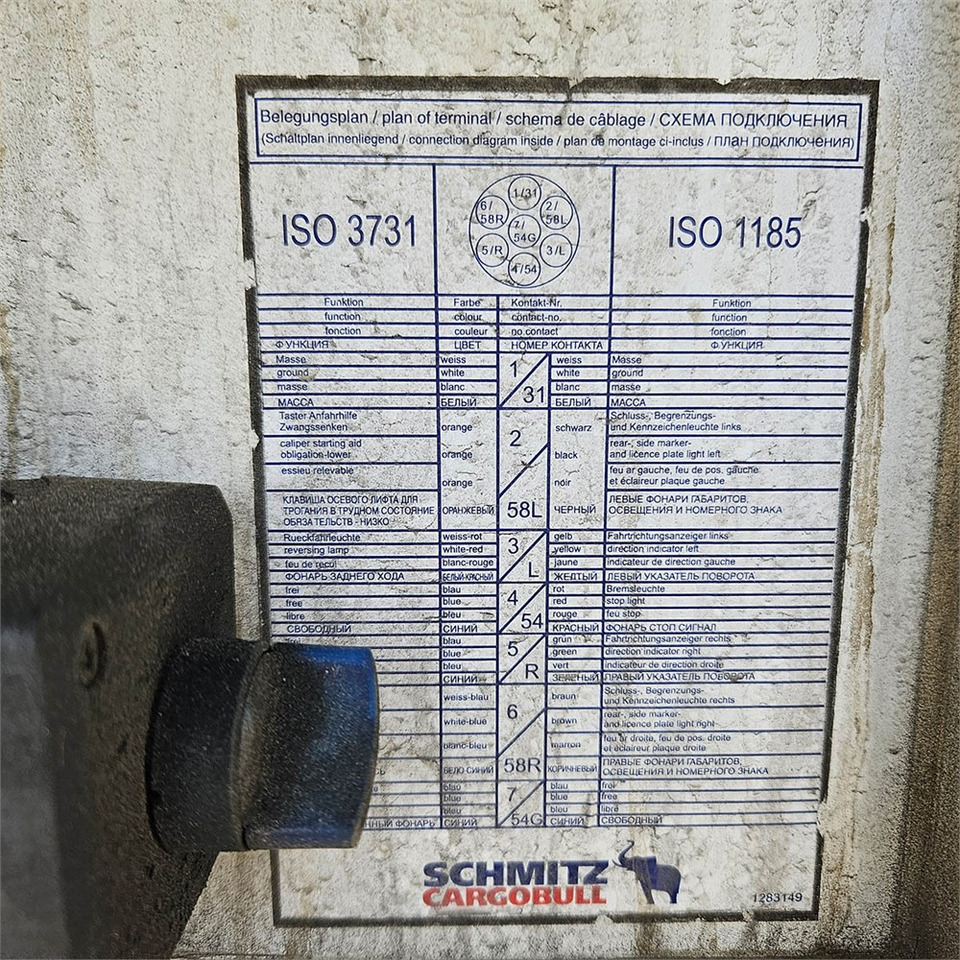 Belegungsplan / plan of terminal / schema de câblage / СХЕМА ПОДКЛЮЧЕНИЯ
(Schaltplan innenliegend / connection diagram inside / plan de montage ci-inclus / ПЛАН ПОДКЛЮЧЕНИЯ)
ISO 3731
1/31
6/58R
2/58L
7/54G
5/R
3/L
4/54
ISO 1185
Funktion Farbe Kontakt-Nr. Funktion
function colour contact-no. function
fonction couleur no.contact fonction
ФУНКЦИЯ ЦВЕТ НОМЕР КОНТАКТА ФУНКЦИЯ
Masse weiss 1/31 weiss Masse
ground white white ground
masse blanc blanc masse
МАССА БЕЛЫЙ БЕЛЫЙ МАССА
Taster Anfahrhilfe
Zwangssenken orange 2/58L schwarz Schluss-, Begrenzungs-
und Kennzeichenleuchte links
caliper starting aid
obligation-lower orange black rear-, side marker-
and licence plate light left
essieu relevable orange noir feu ar gauche, feu de pos. gauche
et éclaireur plaque gauche
КЛАВИША ОСЕВОГО ЛИФТА ДЛЯ
ТРОГАНИЯ В ТРУДНОМ СОСТОЯНИЕ
ОБЯЗАТЕЛЬСТВ - НИЗКО ОРАНЖЕВЫЙ ЧЕРНЫЙ ЛЕВЫЕ ФОНАРИ ГАБАРИТОВ,
ОСВЕЩЕНИЯ И НОМЕРНОГО ЗНАКА
Rueckfahrleuchte weiss-rot 3/L gelb Fahrtrichtungsanzeiger links
reversing lamp white-red yellow direction indicator left
feu de recul blanc-rouge jaune indicateur de direction gauche
ФОНАРЬ ЗАДНЕГО ХОДА БЕЛЫЙ-КРАСНЫЙ ЖЕЛТЫЙ ЛЕВЫЙ УКАЗАТЕЛЬ ПОВОРОТА
frei blau 4/54 rot Bremsleuchte
free blue red stop light
libre bleu rouge feu stop
СВОБОДНЫЙ СИНИЙ КРАСНЫЙ ФОНАРЬ СТОП СИГНАЛ
frei blau 5/R grün Fahrtrichtungsanzeiger rechts
blue green direction indicator right
bleu vert indicateur de direction droite
СИНИЙ ЗЕЛЕНЫЙ ПРАВЫЙ УКАЗАТЕЛЬ ПОВОРОТА
weiss-blau 6/58R braun Schluss-, Begrenzungs-
und Kennzeichenleuchte rechts
white-blue brown rear-, side marker-
and licence plate light right
blanc-bleu marron feu ar droite, feu de pos. droite
et éclaireur plaque droite
БЕЛО СИНИЙ КОРИЧНЕВЫЙ ПРАВЫЕ ФОНАРИ ГАБАРИТОВ,
ОСВЕЩЕНИЯ И НОМЕРНОГО ЗНАКА
blau 7/54G blau frei
blue blue free
bleu bleu libre
ФОНАРЬ СИНИЙ СИНИЙ СВОБОДНЫЙ
SCHMITZ
CARGOBULL
1283149